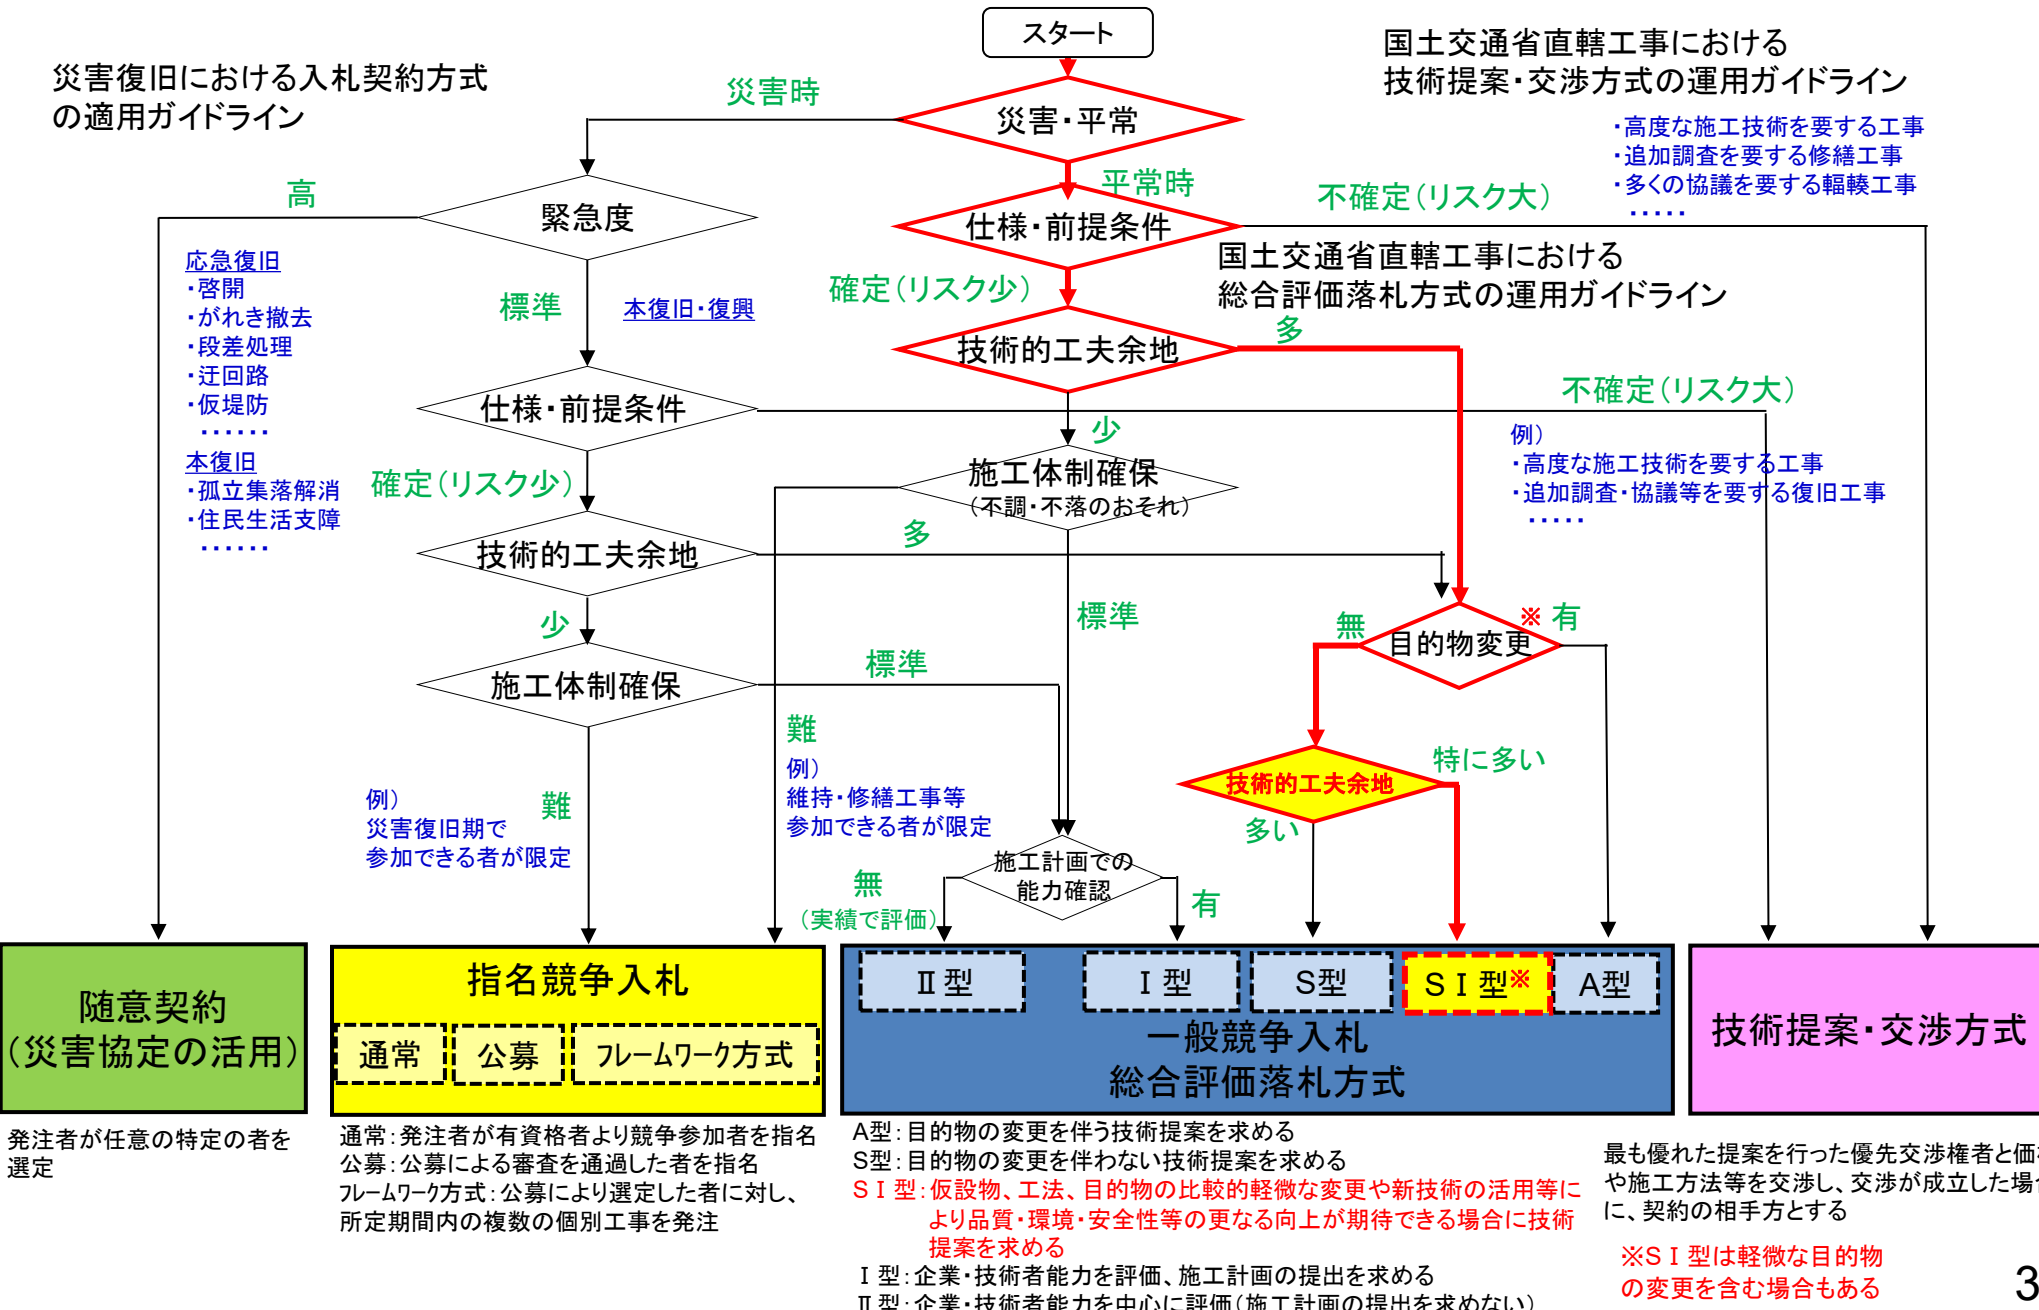 スタート
災害復旧における入札契約方式
の適用ガイドライン
国土交通省直轄工事における
技術提案・交渉方式の運用ガイドライン
災害時
災害・平常
・高度な施工技術を要する工事
・追加調査を要する修繕工事
・多くの協議を要する輻輳工事
・・・・・
平常時
高
緊急度
仕様・前提条件
不確定（リスク大）
国土交通省直轄工事における
総合評価落札方式の運用ガイドライン
応急復旧
・啓開
・がれき撤去
・段差処理
・迂回路
・仮堤防
・・・・・・
本復旧
・孤立集落解消
・住民生活支障
・・・・・・
標準
本復旧・復興
確定（リスク少）
技術的工夫余地
多
仕様・前提条件
不確定（リスク大）
少
例）
・高度な施工技術を要する工事
・追加調査・協議等を要する復旧工事
・・・・・
確定（リスク少）
施工体制確保
（不調・不落のおそれ）
技術的工夫余地
多
少
標準
無
目的物変更
※
有
施工体制確保
標準
難
例）
維持・修繕工事等
参加できる者が限定
技術的工夫余地
特に多い
多い
例）
災害復旧期で
参加できる者が限定
難
施工計画での
能力確認
無
（実績で評価）
有
随意契約
（災害協定の活用）
指名競争入札
通常
公募
フレームワーク方式
Ⅱ型
Ⅰ型
S型
SⅠ型※
A型
一般競争入札
総合評価落札方式
技術提案・交渉方式
発注者が任意の特定の者を
選定
通常：発注者が有資格者より競争参加者を指名
公募：公募による審査を通過した者を指名
フレームワーク方式：公募により選定した者に対し、
所定期間内の複数の個別工事を発注
A型：目的物の変更を伴う技術提案を求める
S型：目的物の変更を伴わない技術提案を求める
SⅠ型：仮設物、工法、目的物の比較的軽微な変更や新技術の活用等に
より品質・環境・安全性等の更なる向上が期待できる場合に技術
提案を求める
Ⅰ型：企業・技術者能力を評価、施工計画の提出を求める
Ⅱ型：企業・技術者能力を中心に評価（施工計画の提出を求めない）
最も優れた提案を行った優先交渉権者と価格
や施工方法等を交渉し、交渉が成立した場合
に、契約の相手方とする
※SⅠ型は軽微な目的物
の変更を含む場合もある
3